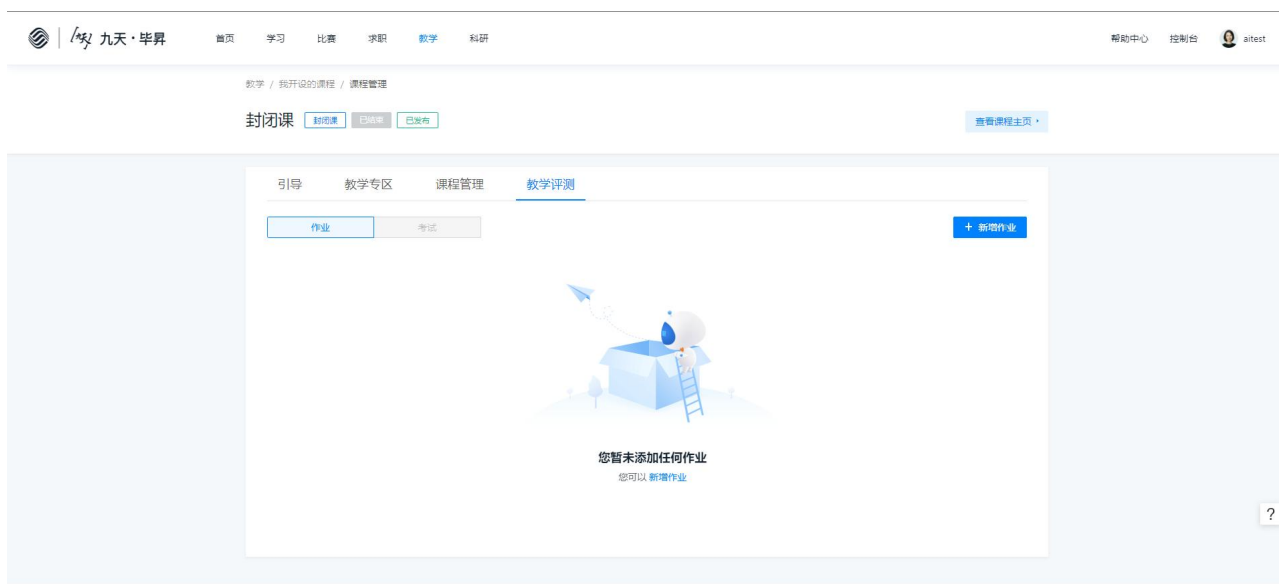 九天·毕昇 首页 学习 比赛 求职 教学 科研 帮助中心 控制台 aitest
教学 / 我开设的课程 / 课程管理
封闭课 封闭课 已结束 已发布 查看课程主页
引导 教学专区 课程管理 教学评测
作业 考试 + 新增作业
您暂未添加任何作业
您可以 新增作业
?